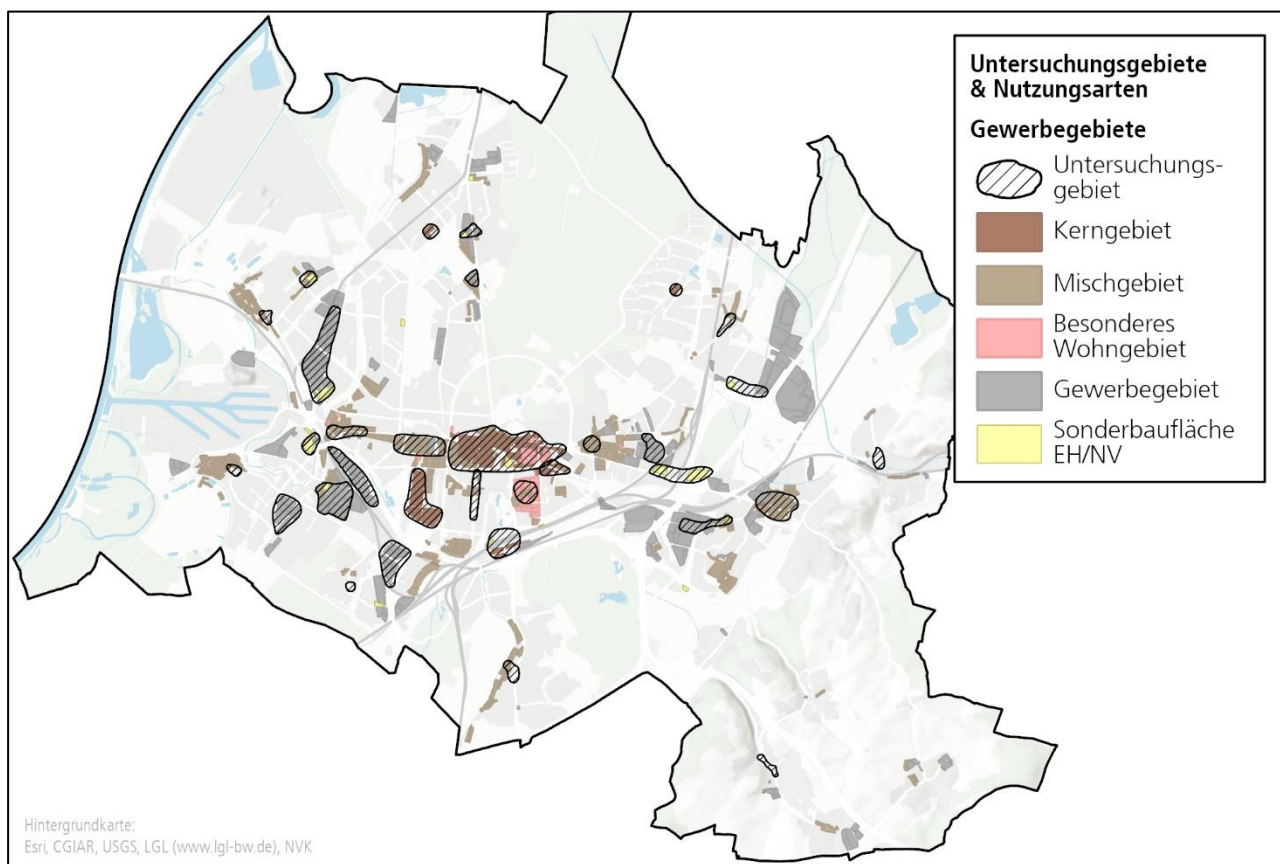 Untersuchungsgebiete
& Nutzungsarten
Gewerbegebiete
Untersuchungs-
gebiet
Kerngebiet
Mischgebiet
Besonderes
Wohngebiet
Gewerbegebiet
Sonderbaufläche
EH/NV
Hintergrundkarte:
Esri, CGIAR, USGS, LGL (www.lgl-bw.de), NVK